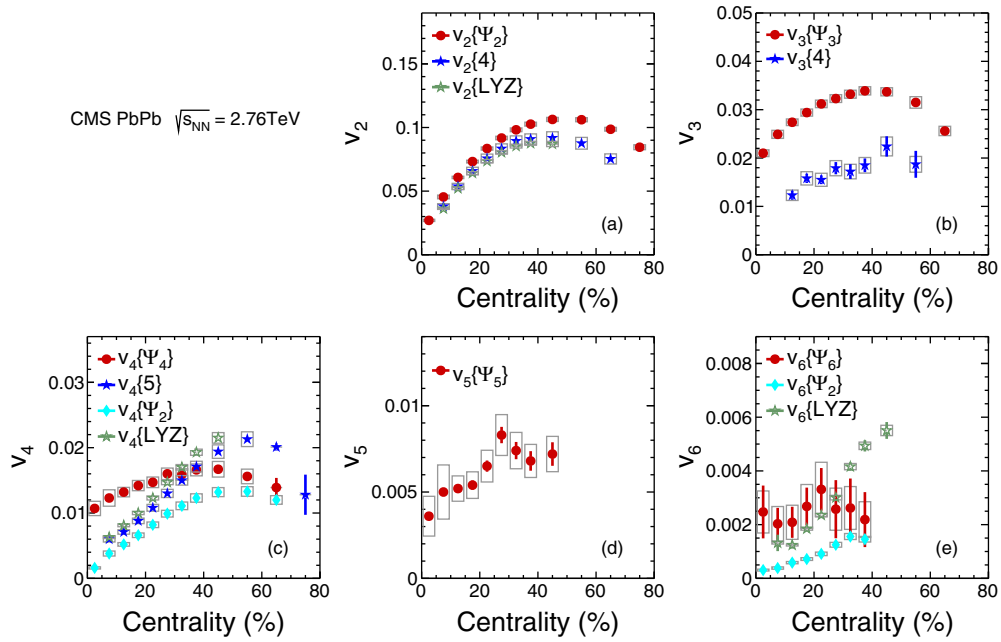 CMS PbPb √s_NN = 2.76TeV
v₂{Ψ₂}
v₂{4}
v₂{LYZ}
0.15
0.1
0.05
0
v₂
(a)
0 20 40 60 80
Centrality (%)
0.05
v₃{Ψ₃}
v₃{4}
0.04
0.03
0.02
0.01
0
v₃
(b)
0 20 40 60 80
Centrality (%)
v₄{Ψ₄}
v₄{5}
v₄{Ψ₂}
v₄{LYZ}
0.03
0.02
0.01
0
v₄
(c)
0 20 40 60 80
Centrality (%)
v₅{Ψ₅}
0.01
0.005
0.000
v₅
(d)
0 20 40 60 80
Centrality (%)
0.008
v₆{Ψ₆}
v₆{Ψ₂}
v₆{LYZ}
0.006
0.004
0.002
0
v₆
(e)
0 20 40 60 80
Centrality (%)